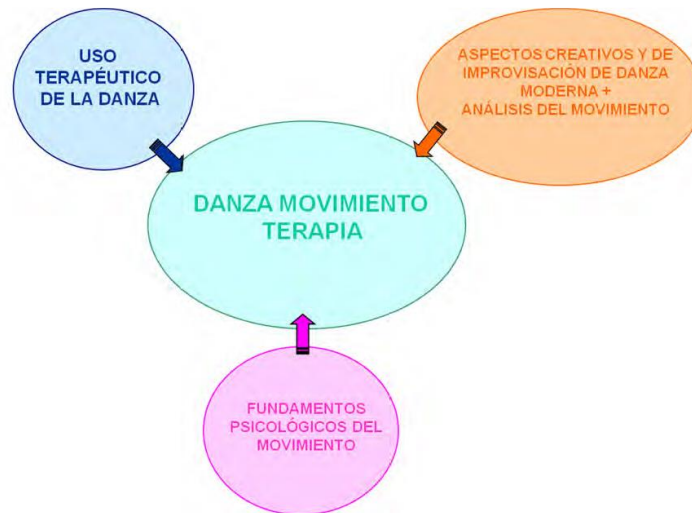 USO
TERAPÉUTICO
DE LA DANZA
ASPECTOS CREATIVOS Y DE
IMPROVISACIÓN DE DANZA
MODERNA +
ANÁLISIS DEL MOVIMIENTO
DANZA MOVIMIENTO
TERAPIA
FUNDAMENTOS
PSICOLÓGICOS DEL
MOVIMIENTO